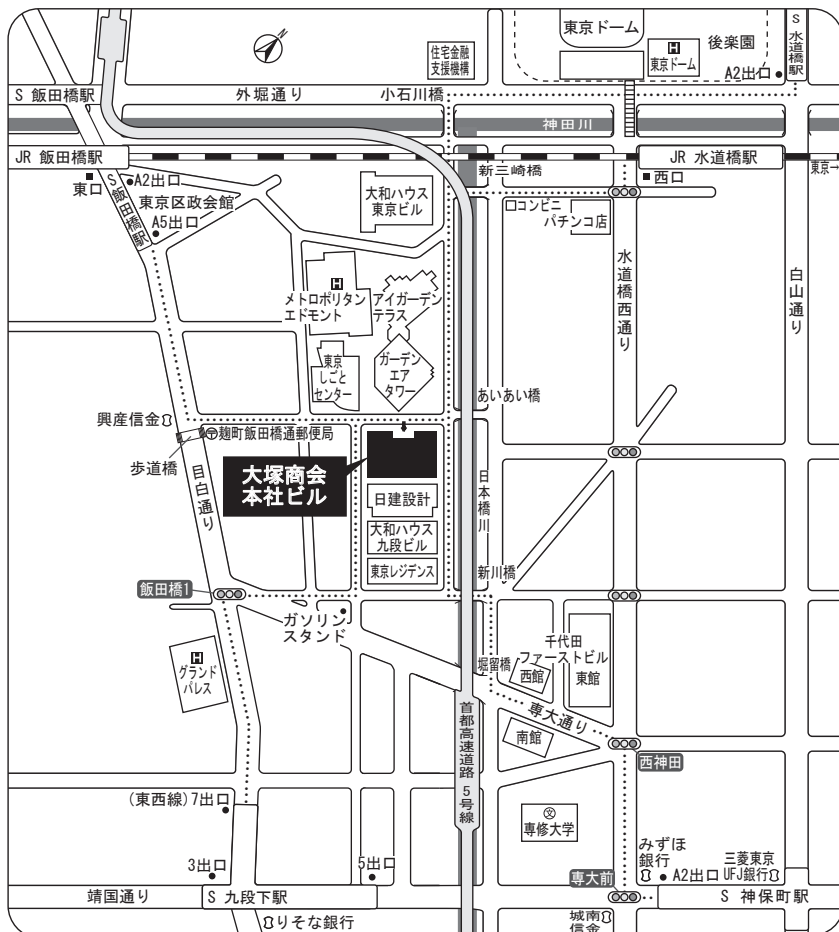 東京ドーム
住宅金融
支援機構
H
東京ドーム
後楽園
A2出口
S 水道橋駅
S 飯田橋駅
外堀通り
小石川橋
神田川
JR 飯田橋駅
新三崎橋
JR 水道橋駅
東京→
東口
A2出口
S 飯田橋駅
東京区政会館
A5出口
大和ハウス
東京ビル
西口
コンビニ
パチンコ店
水道橋西通り
白山通り
H
メトロポリタン
エドモント
アイガーデン
テラス
東京
しごと
センター
ガーデン
エア
タワー
あいあい橋
興産信金
〒麹町飯田橋通郵便局
歩道橋
目白通り
大塚商会
本社ビル
日建設計
日本橋川
大和ハウス
九段ビル
東京レジデンス
新川橋
飯田橋1
ガソリン
スタンド
H
グランド
パレス
堀留橋
千代田
ファーストビル
西館
東館
専大通り
南館
首都高速道路 5号線
西神田
(東西線)7出口
文
専修大学
みずほ
銀行
三菱東京
UFJ銀行
A2出口
3出口
5出口
専大前
靖国通り
S 九段下駅
S 神保町駅
りそな銀行
城南
信金